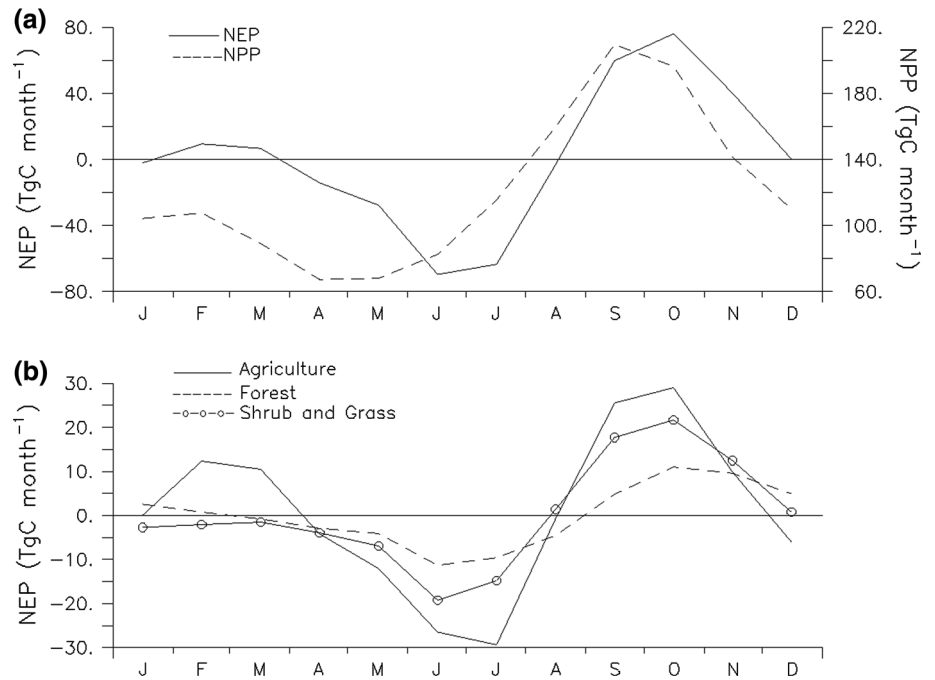 (a)
NEP
NPP
80.
40.
0.
−40.
−80.
NEP (TgC month⁻¹)
220.
180.
140.
100.
60.
NPP (TgC month⁻¹)
J F M A M J J A S O N D
(b)
Agriculture
Forest
Shrub and Grass
30.
20.
10.
0.
−10.
−20.
−30.
NEP (TgC month⁻¹)
J F M A M J J A S O N D